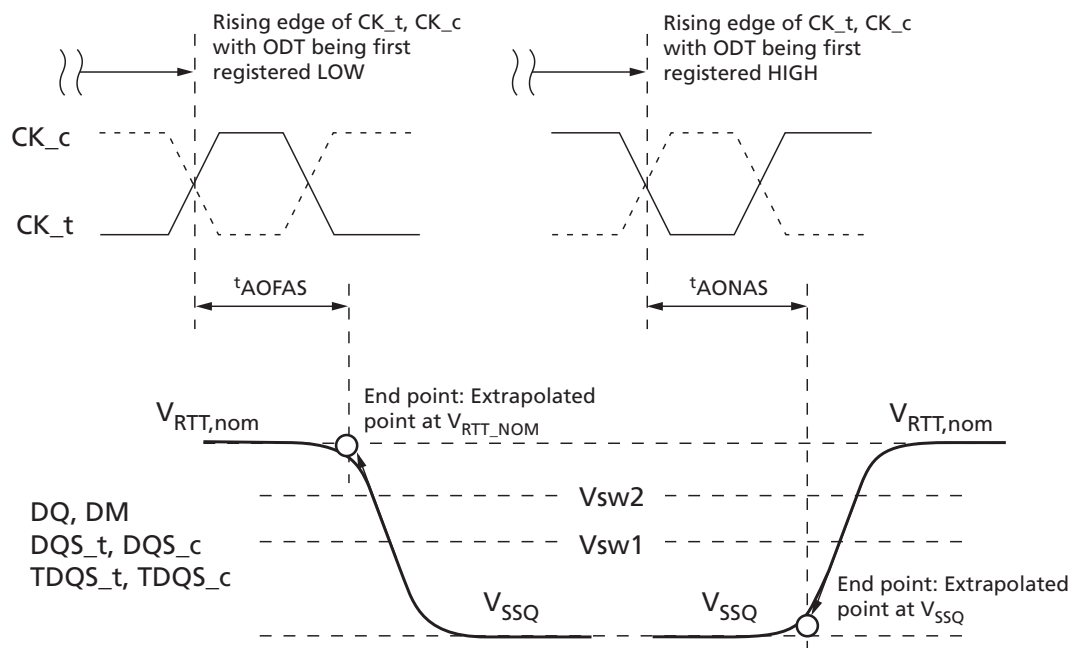 Rising edge of CK_t, CK_c
with ODT being first
registered LOW
Rising edge of CK_t, CK_c
with ODT being first
registered HIGH
CK_c
CK_t
tAOFAS
tAONAS
End point: Extrapolated
point at VRTT_NOM
VRTT,nom
VRTT,nom
Vsw2
DQ, DM
DQS_t, DQS_c
TDQS_t, TDQS_c
Vsw1
VSSQ
VSSQ
End point: Extrapolated
point at VSSQ